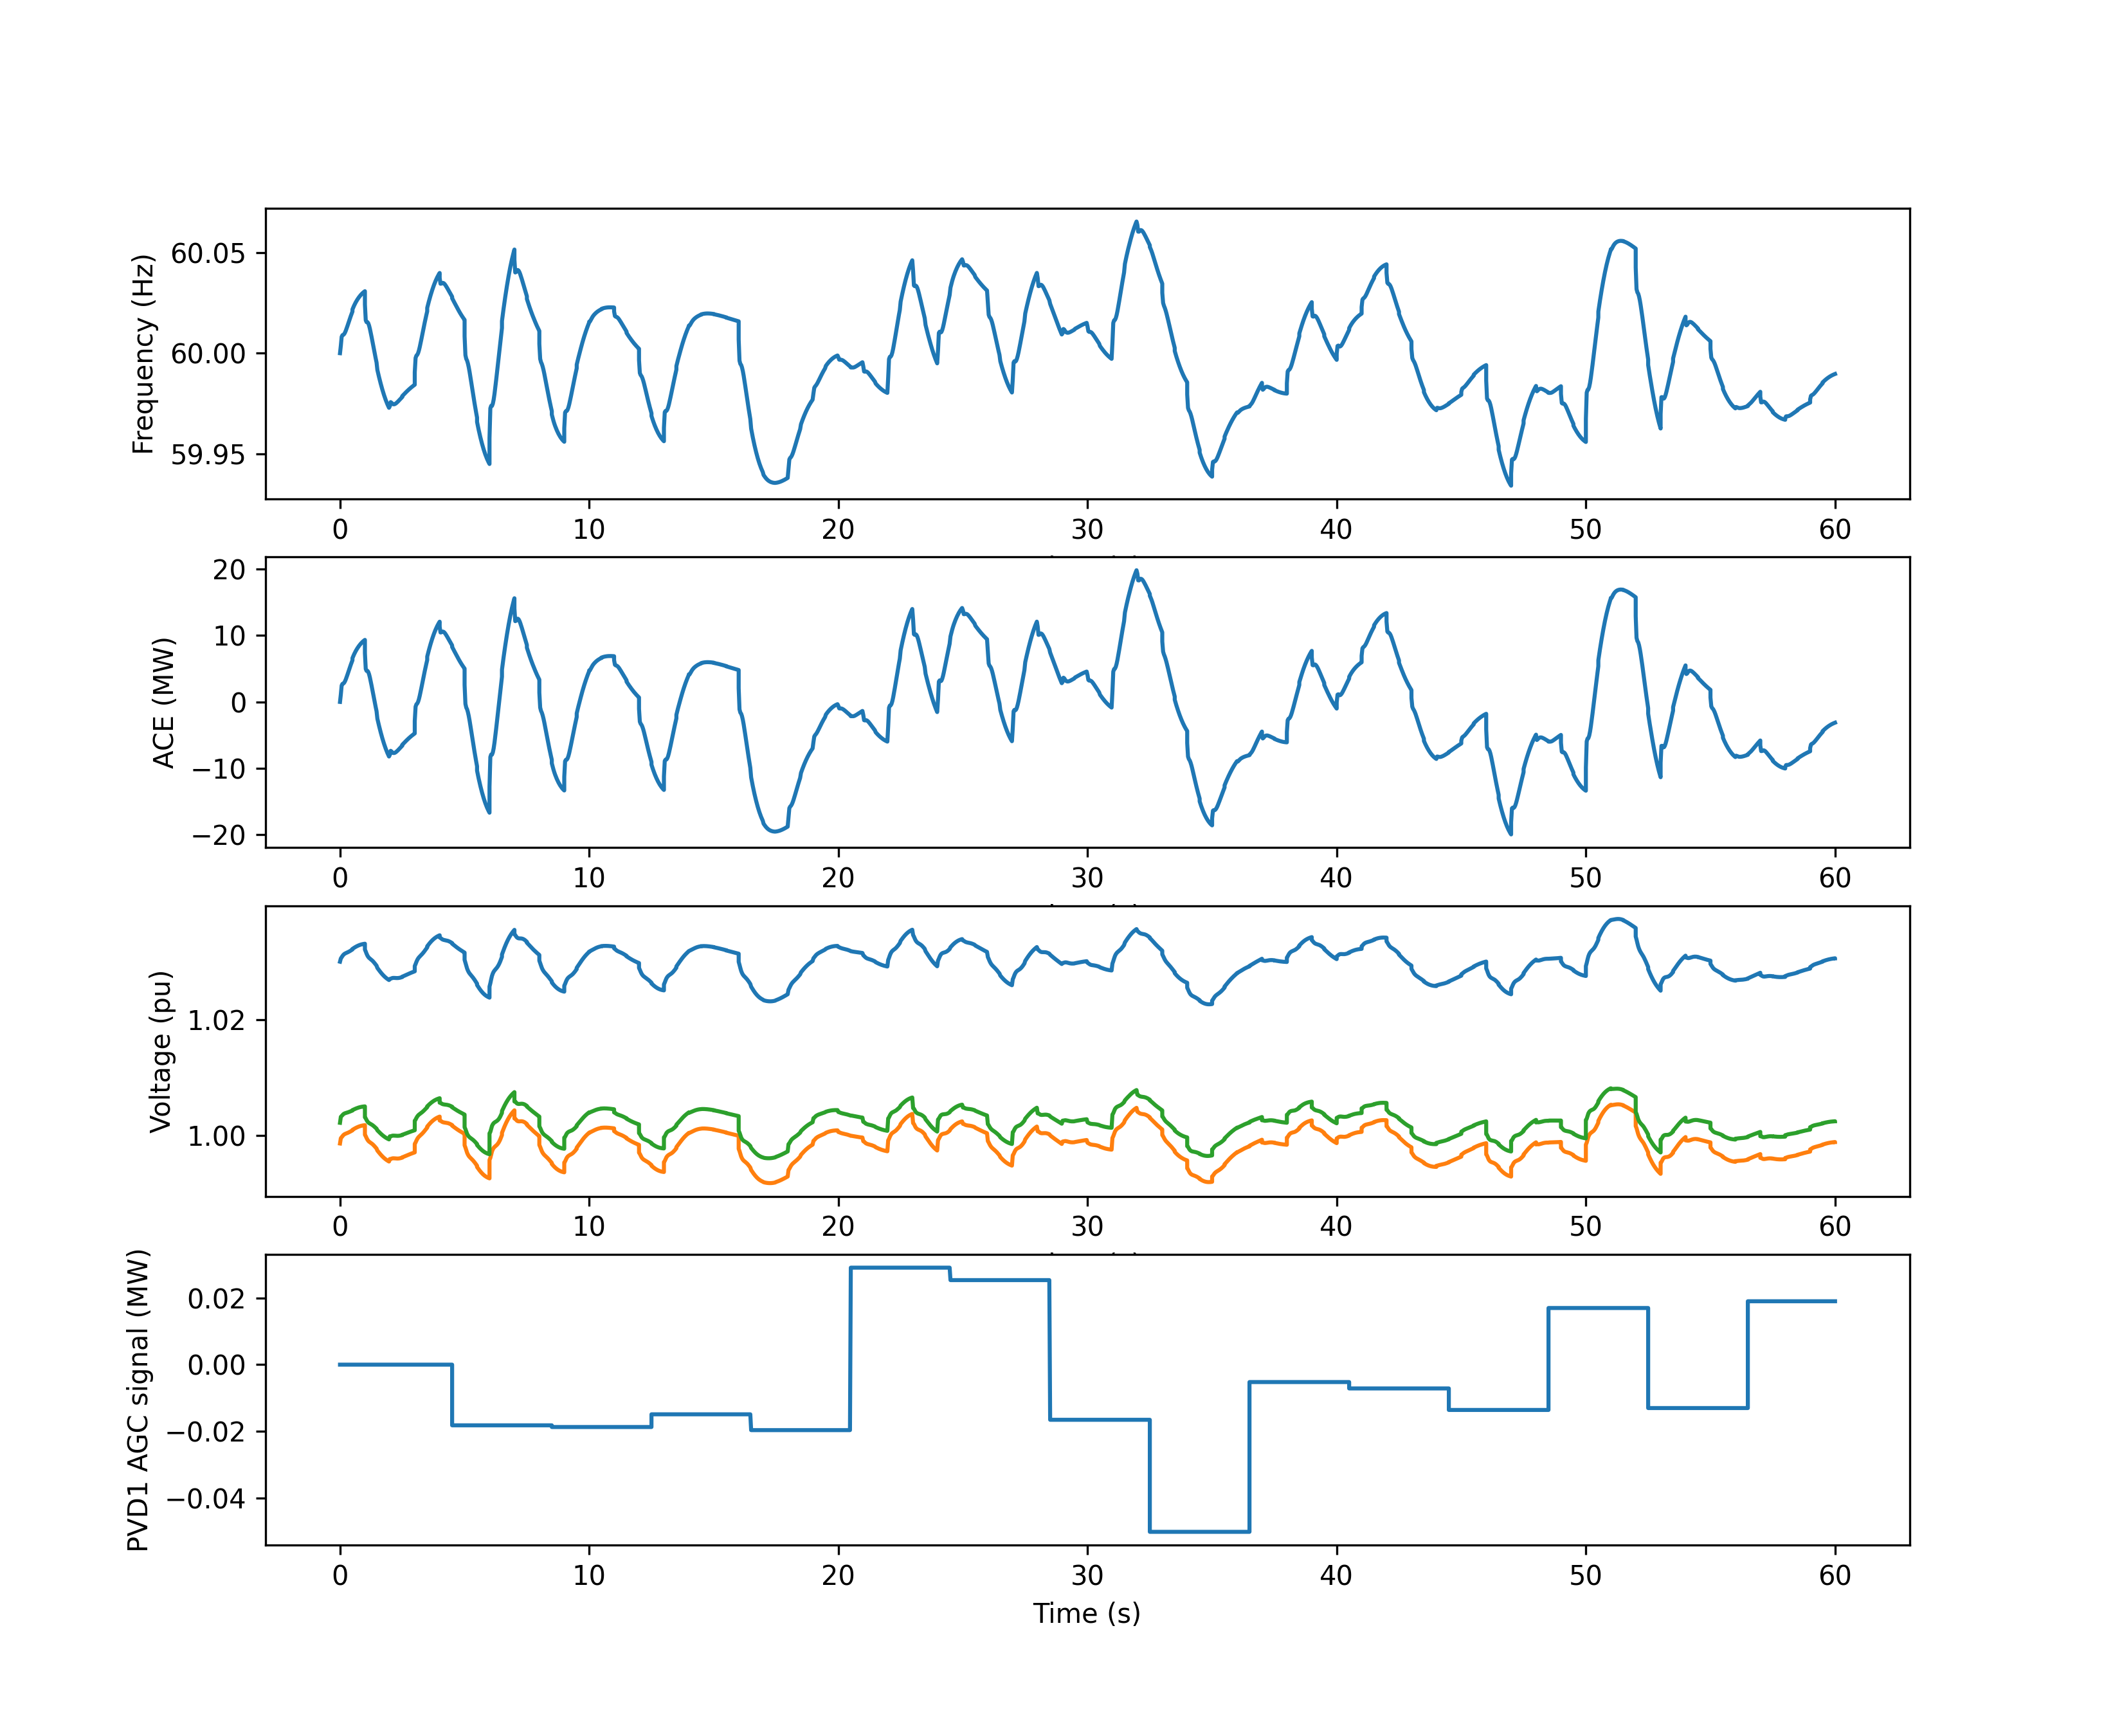 Frequency (Hz)
60.05
60.00
59.95
0 10 20 30 40 50 60
ACE (MW)
20
10
0
−10
−20
0 10 20 30 40 50 60
Voltage (pu)
1.02
1.00
0 10 20 30 40 50 60
PVD1 AGC signal (MW)
0.02
0.00
−0.02
−0.04
0 10 20 30 40 50 60
Time (s)